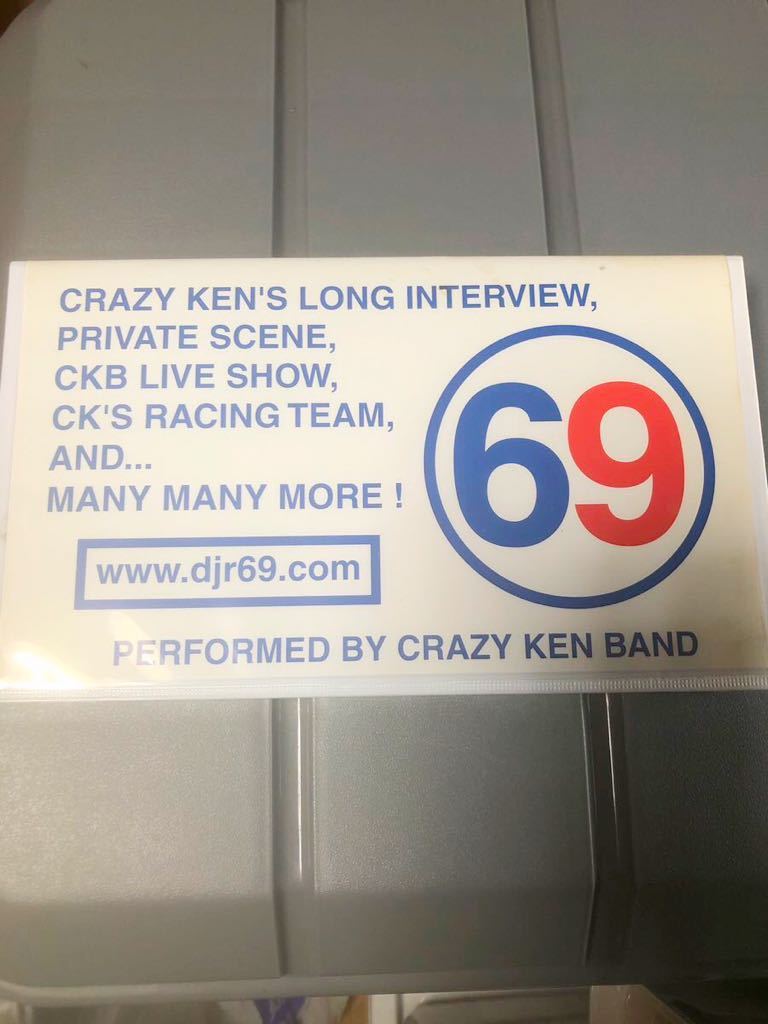 CRAZY KEN'S LONG INTERVIEW,
PRIVATE SCENE,
CKB LIVE SHOW,
CK'S RACING TEAM,
AND...
MANY MANY MORE !
69
www.djr69.com
PERFORMED BY CRAZY KEN BAND